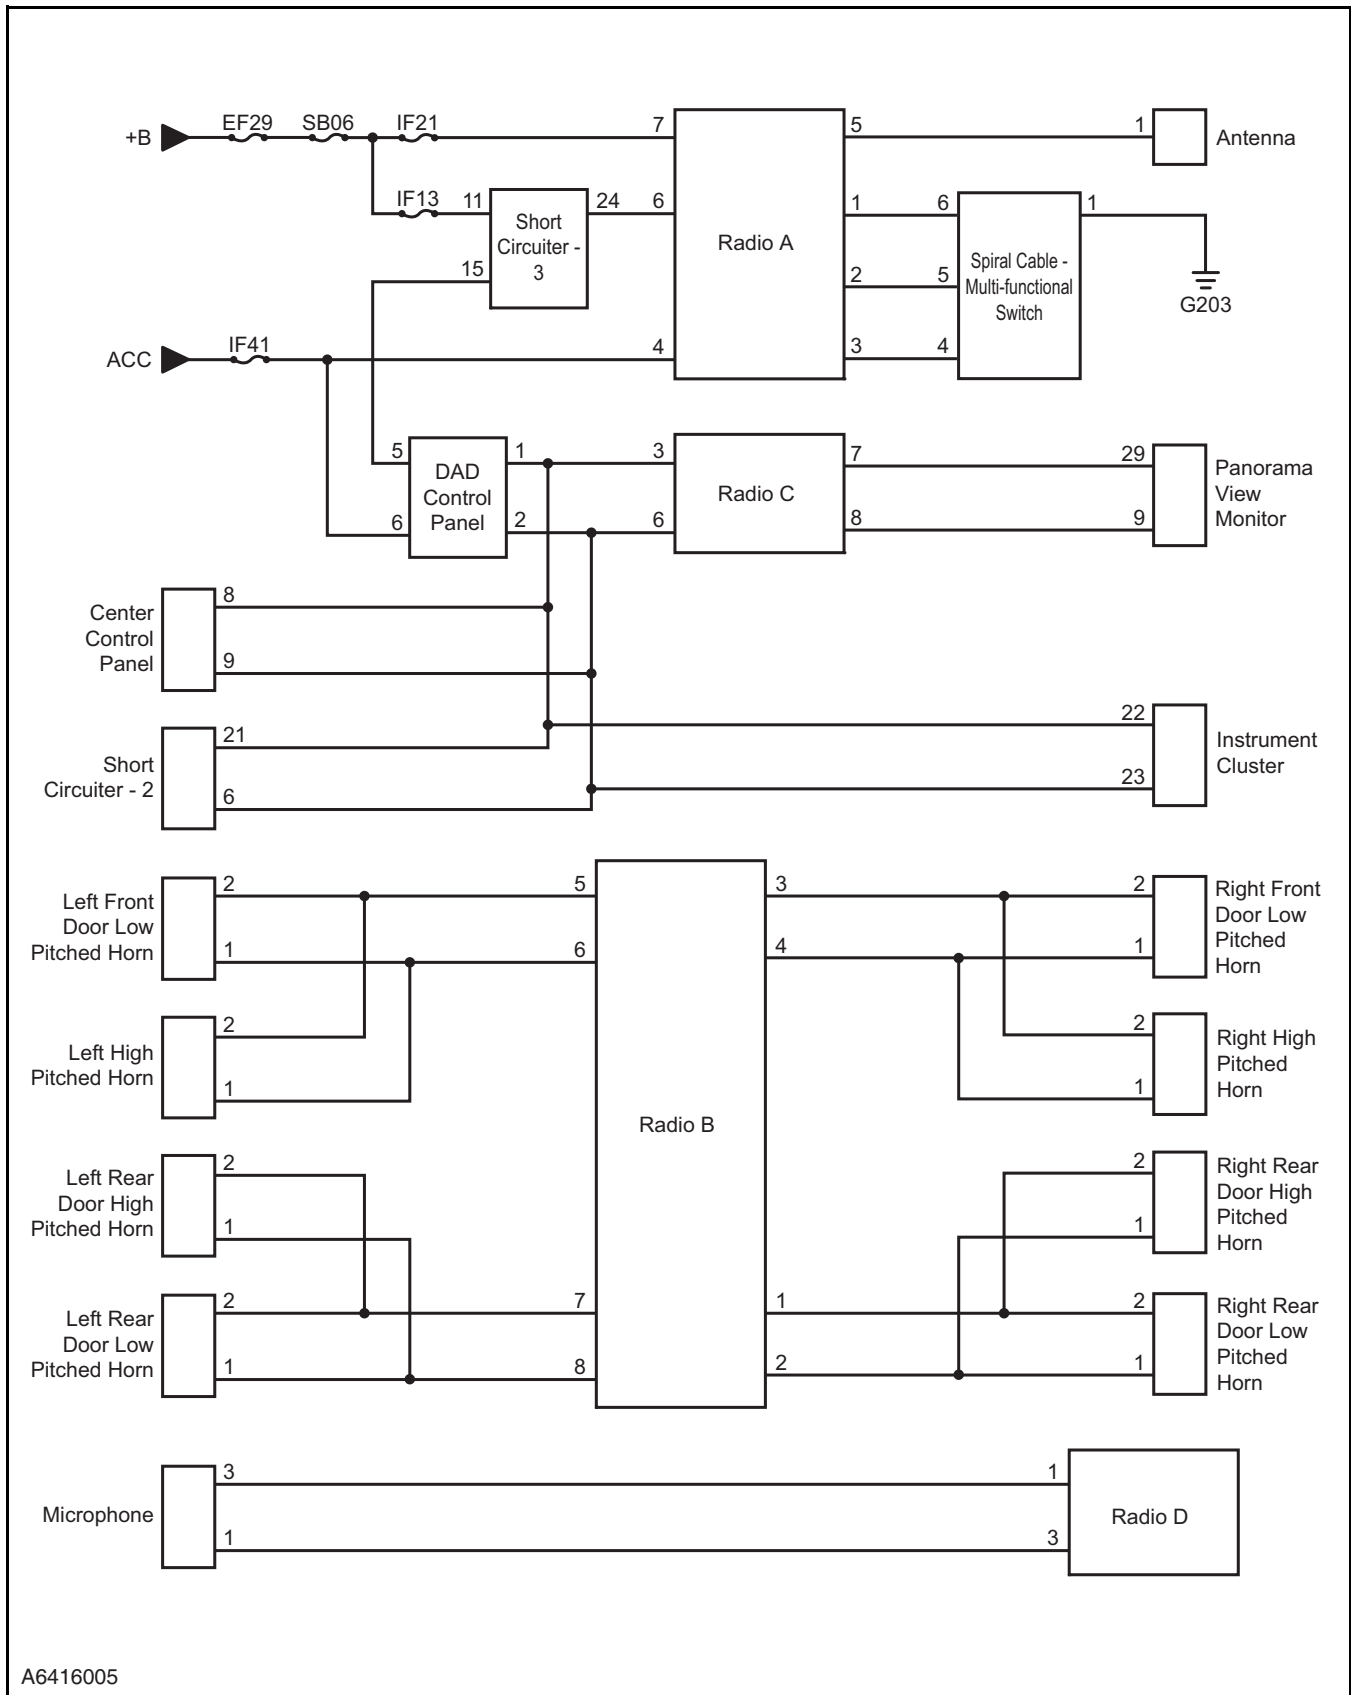 +B
EF29
SB06
IF21
7
5
1
Antenna
IF13
11
Short
Circuiter -
3
24
6
15
Radio A
1
6
2
5
3
4
Spiral Cable -
Multi-functional
Switch
1
G203
ACC
IF41
4
5
6
DAD
Control
Panel
1
2
3
6
Radio C
7
8
29
9
Panorama
View
Monitor
Center
Control
Panel
8
9
Short
Circuiter - 2
21
6
22
23
Instrument
Cluster
Left Front
Door Low
Pitched Horn
2
1
5
6
Left High
Pitched Horn
2
1
Left Rear
Door High
Pitched Horn
2
1
Left Rear
Door Low
Pitched Horn
2
1
7
8
Radio B
3
4
2
1
Right Front
Door Low
Pitched
Horn
2
1
Right High
Pitched
Horn
2
1
Right Rear
Door High
Pitched
Horn
1
2
2
1
Right Rear
Door Low
Pitched
Horn
Microphone
3
1
1
3
Radio D
A6416005